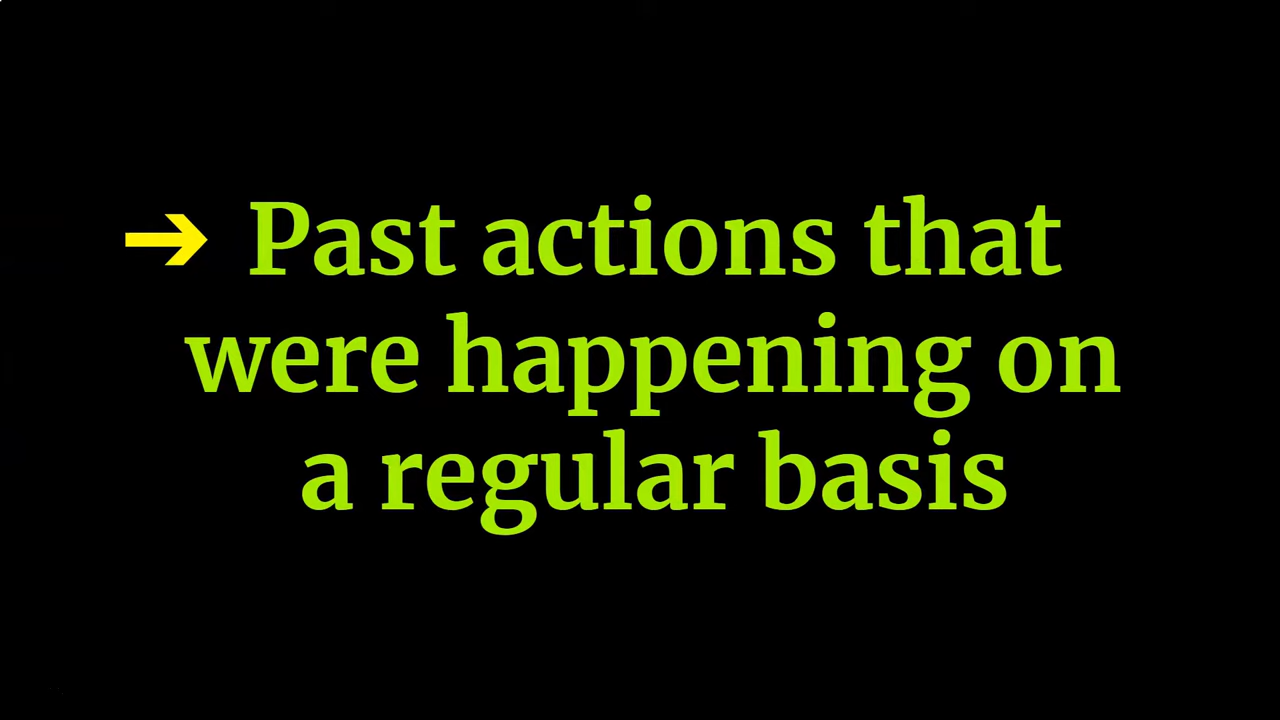 ➔ Past actions that
were happening on
a regular basis